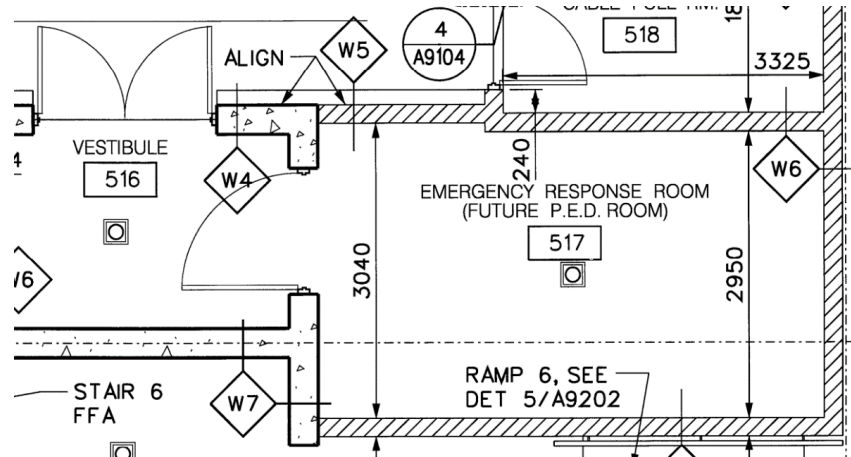 4
A9104
518
18
3325
ALIGN
W5
VESTIBULE
516
W4
240
W6
EMERGENCY RESPONSE ROOM
(FUTURE P.E.D. ROOM)
517
3040
2950
RAMP 6, SEE
DET 5/A9202
STAIR 6
FFA
W7